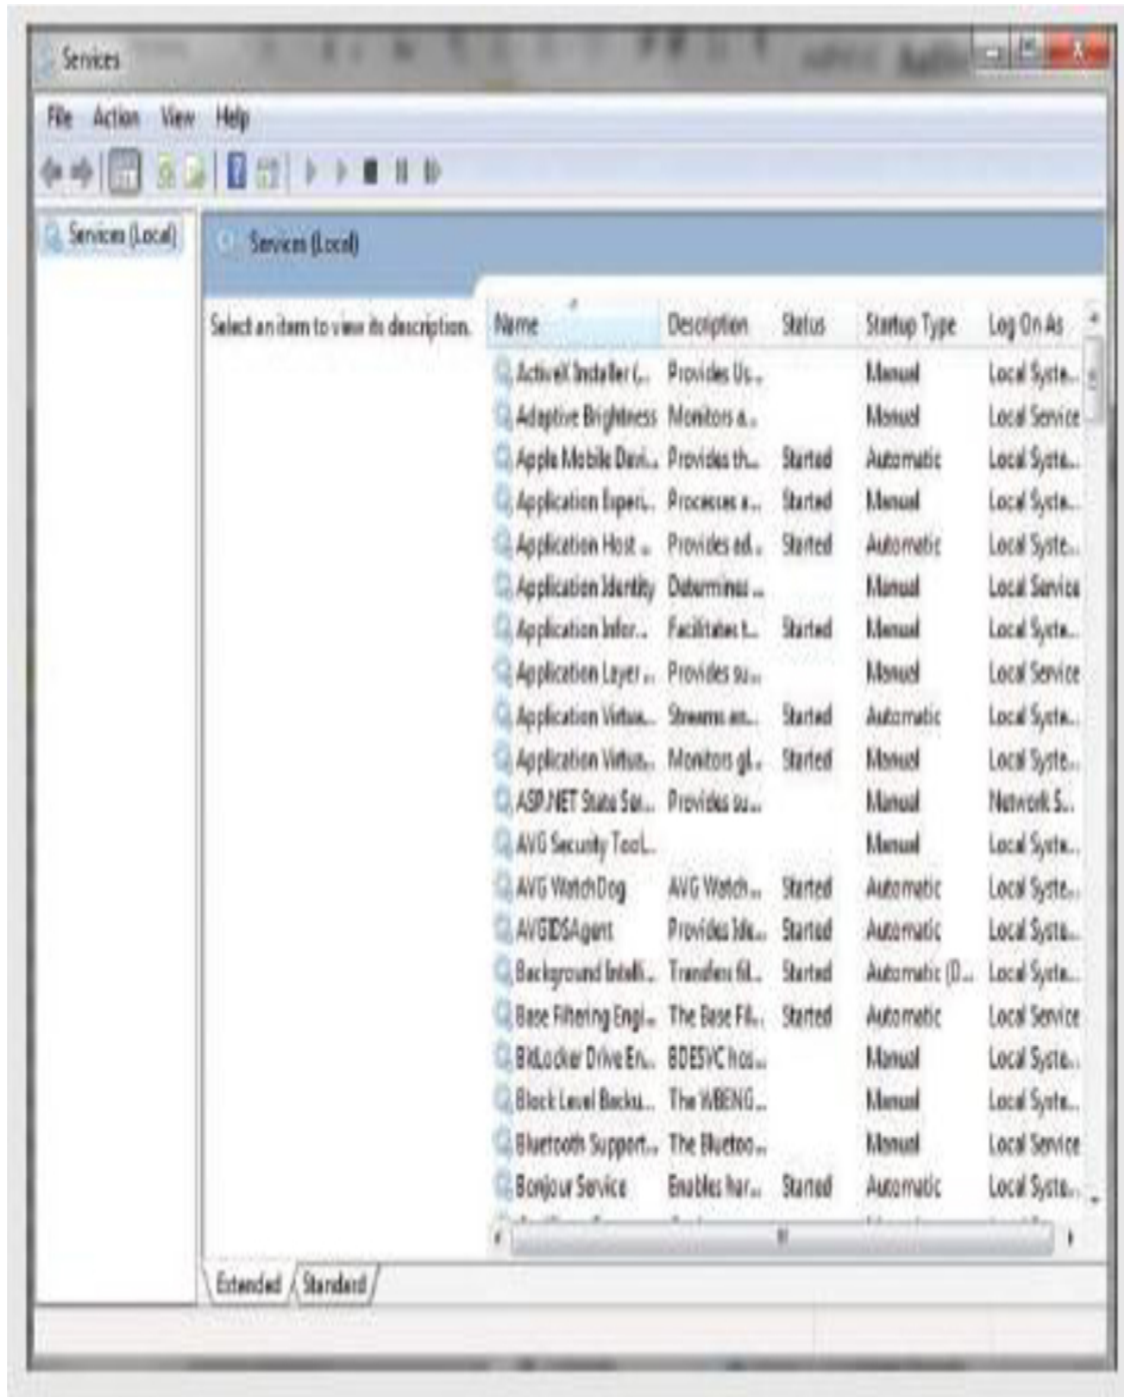 Services
File Action View Help
Services (Local)
Services (Local)
Select an item to view its description.
Name Description Status Startup Type Log On As
ActiveX Installer (... Provides Us... Manual Local Syste...
Adaptive Brightness Monitors a... Manual Local Service
Apple Mobile Devi... Provides th... Started Automatic Local Syste...
Application Experi... Processes a... Started Manual Local Syste...
Application Host ... Provides ad... Started Automatic Local Syste...
Application Identity Determines ... Manual Local Service
Application Infor... Facilitates t... Started Manual Local Syste...
Application Layer ... Provides su... Manual Local Service
Application Virtua... Streams an... Started Automatic Local Syste...
Application Virtua... Monitors gl... Started Manual Local Syste...
ASP.NET State Ser... Provides su... Manual Network S...
AVG Security Tool... Manual Local Syste...
AVG WatchDog AVG Watch... Started Automatic Local Syste...
AVGIDSAgent Provides Ide... Started Automatic Local Syste...
Background Intelli... Transfers fil... Started Automatic (D... Local Syste...
Base Filtering Engi... The Base Fil... Started Automatic Local Service
BitLocker Drive En... BDESVC hos... Manual Local Syste...
Block Level Backu... The WBENG... Manual Local Syste...
Bluetooth Support... The Bluetoo... Manual Local Service
Bonjour Service Enables har... Started Automatic Local Syste...
Extended Standard